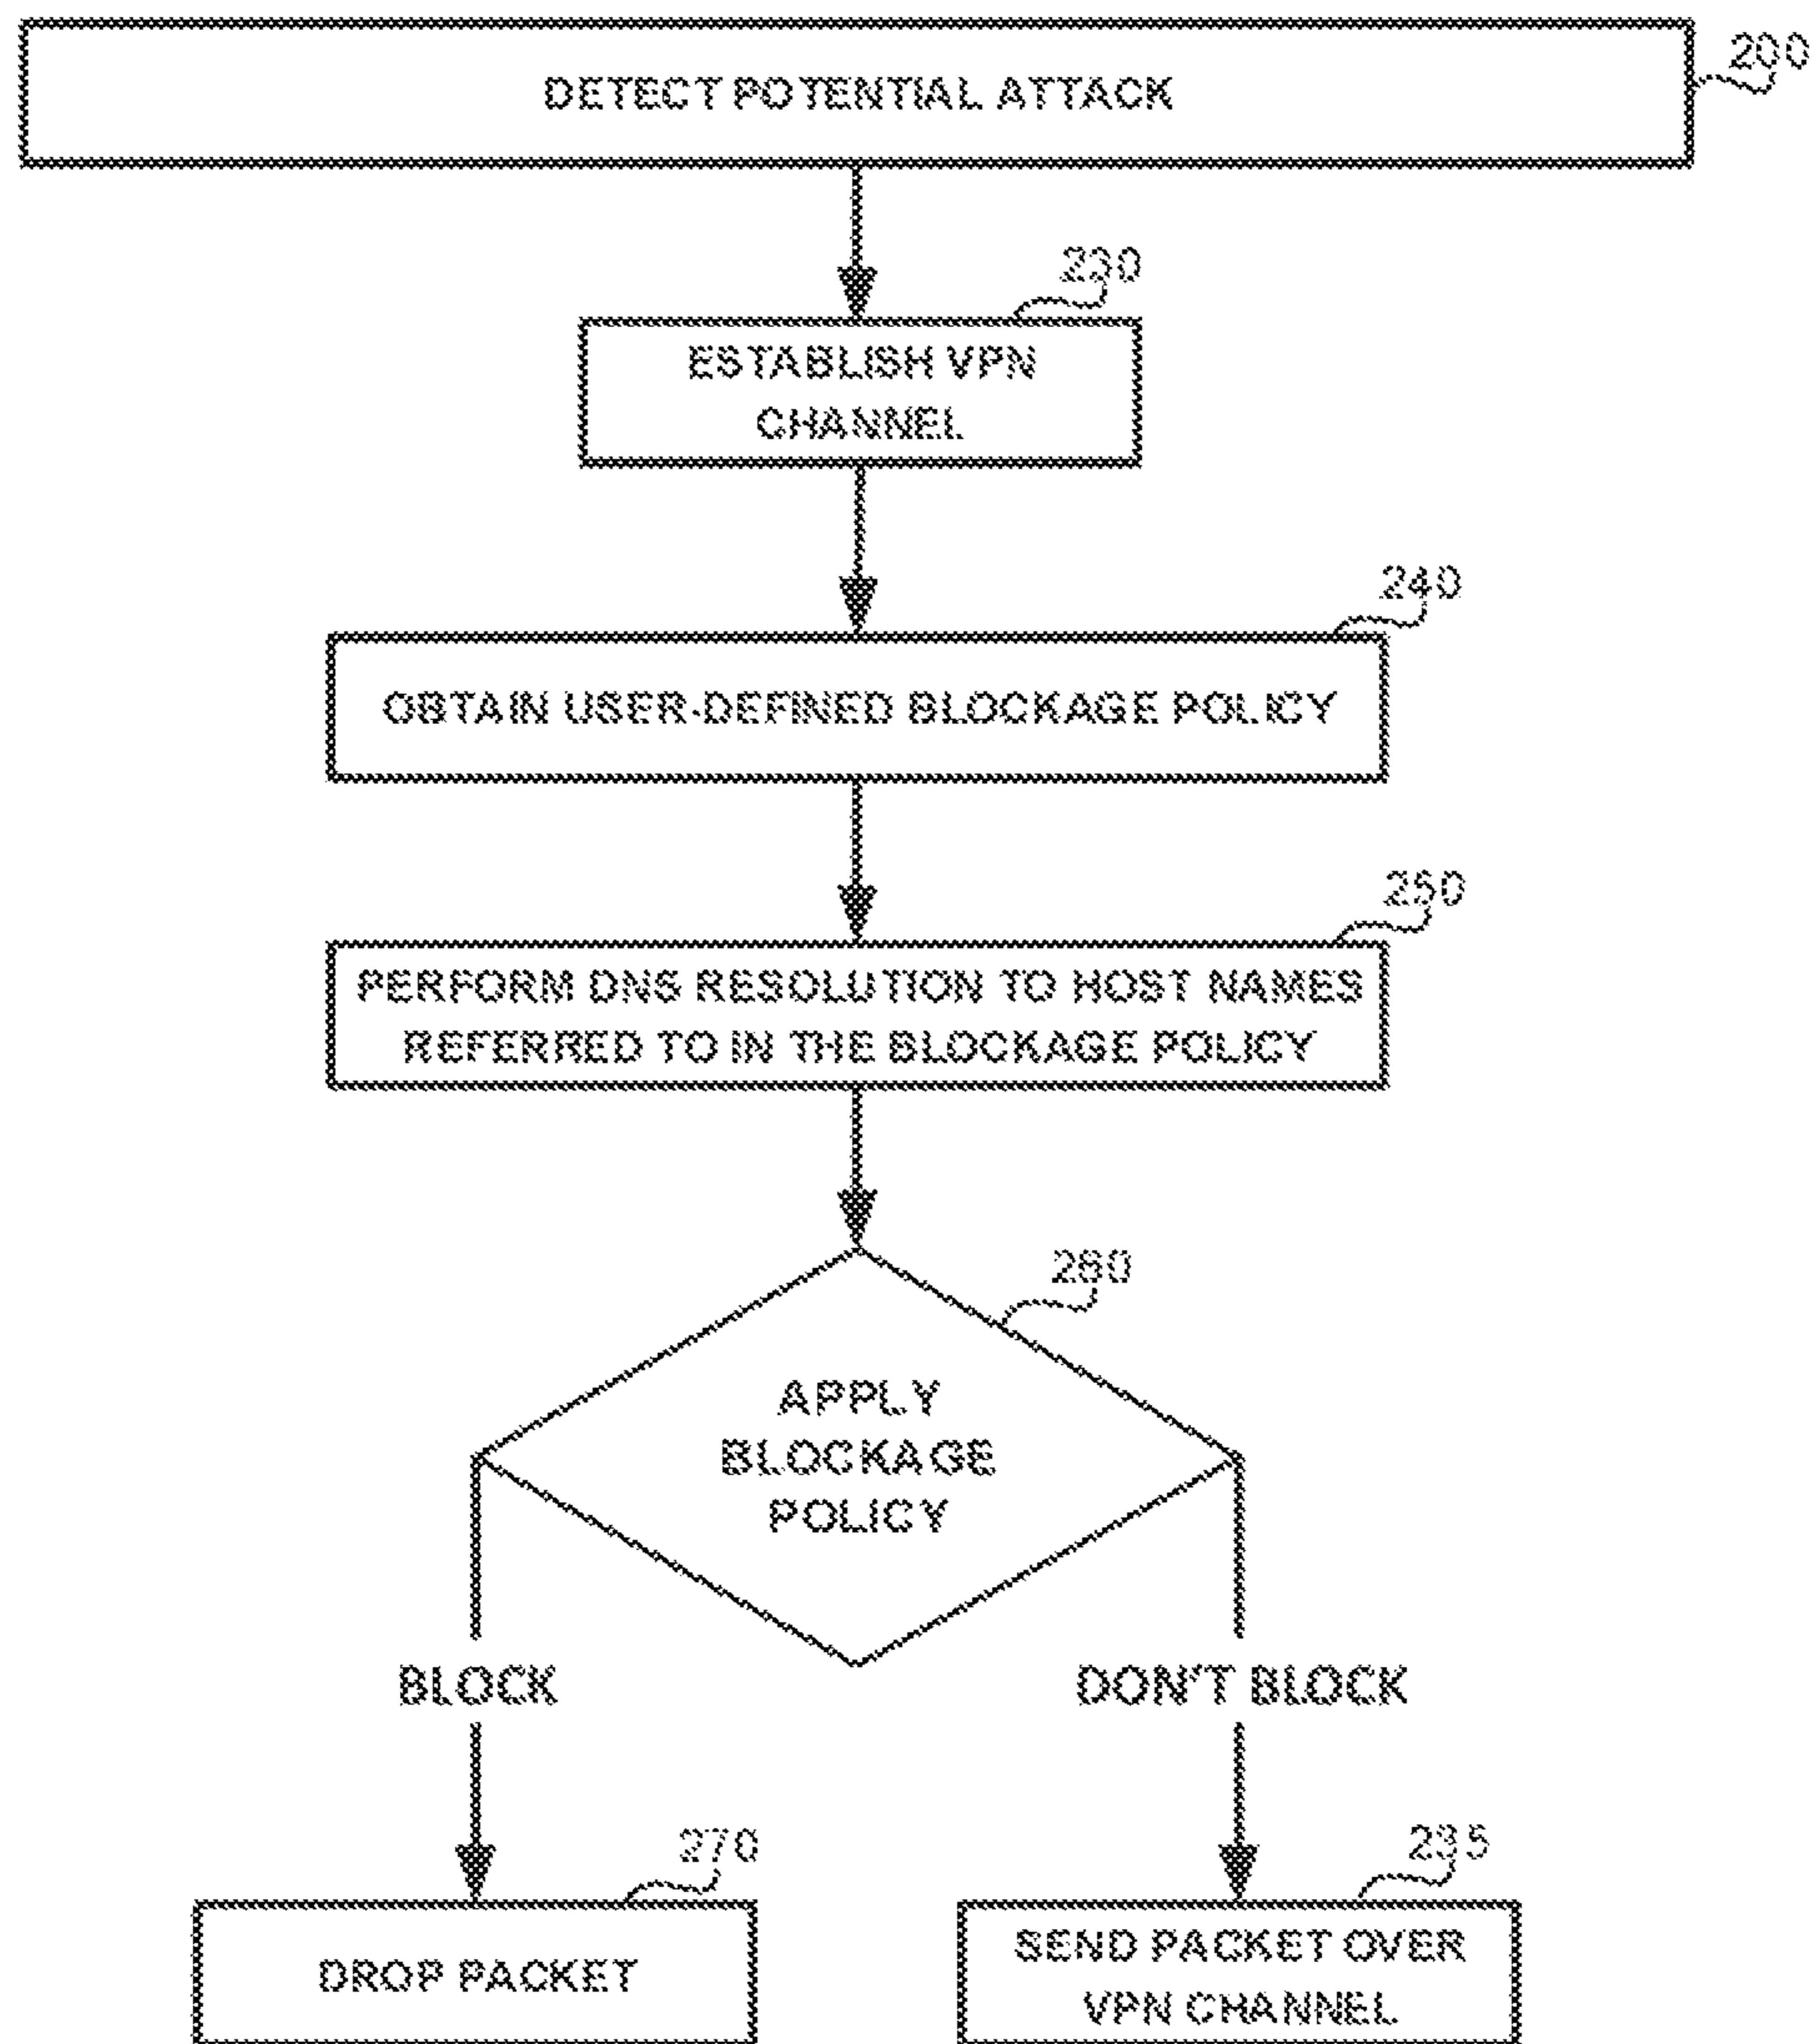 200
DETECT POTENTIAL ATTACK
230
ESTABLISH VPN
CHANNEL
240
OBTAIN USER-DEFINED BLOCKAGE POLICY
250
PERFORM DNS RESOLUTION TO HOST NAMES
REFERRED TO IN THE BLOCKAGE POLICY
260
APPLY
BLOCKAGE
POLICY
BLOCK
DON'T BLOCK
270
DROP PACKET
235
SEND PACKET OVER
VPN CHANNEL